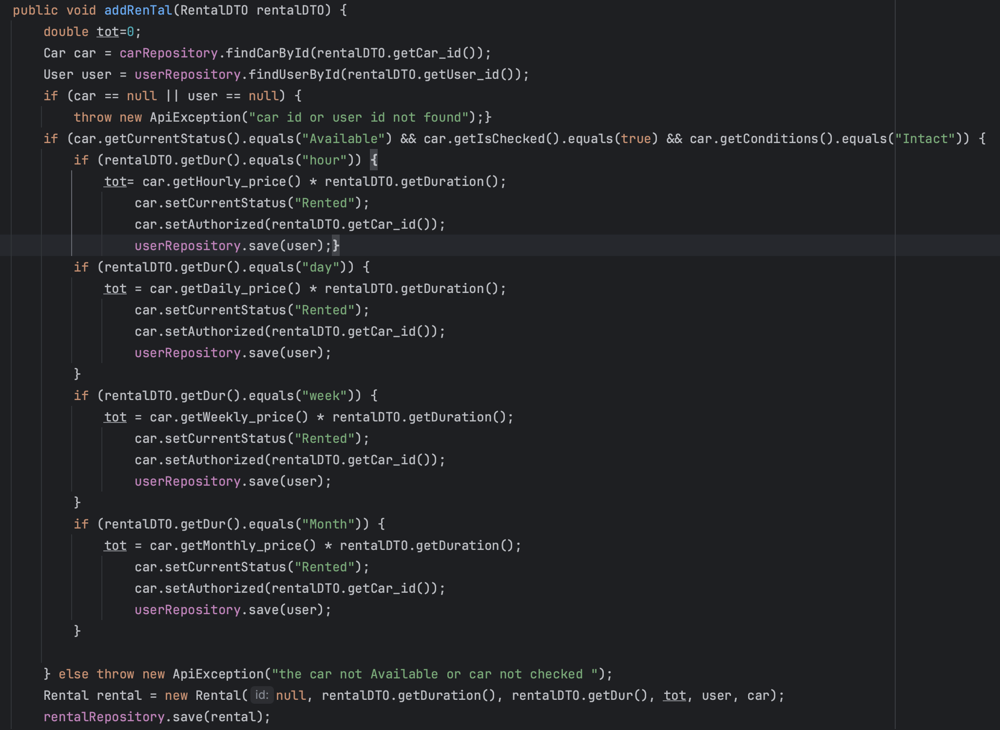 public void addRenTal(RentalDTO rentalDTO) {
double tot=0;
Car car = carRepository.findCarById(rentalDTO.getCar_id());
User user = userRepository.findUserById(rentalDTO.getUser_id());
if (car == null || user == null) {
throw new ApiException("car id or user id not found");}
if (car.getCurrentStatus().equals("Available") && car.getIsChecked().equals(true) && car.getConditions().equals("Intact")) {
if (rentalDTO.getDur().equals("hour")) {
tot= car.getHourly_price() * rentalDTO.getDuration();
car.setCurrentStatus("Rented");
car.setAuthorized(rentalDTO.getCar_id());
userRepository.save(user);}
if (rentalDTO.getDur().equals("day")) {
tot = car.getDaily_price() * rentalDTO.getDuration();
car.setCurrentStatus("Rented");
car.setAuthorized(rentalDTO.getCar_id());
userRepository.save(user);
}
if (rentalDTO.getDur().equals("week")) {
tot = car.getWeekly_price() * rentalDTO.getDuration();
car.setCurrentStatus("Rented");
car.setAuthorized(rentalDTO.getCar_id());
userRepository.save(user);
}
if (rentalDTO.getDur().equals("Month")) {
tot = car.getMonthly_price() * rentalDTO.getDuration();
car.setCurrentStatus("Rented");
car.setAuthorized(rentalDTO.getCar_id());
userRepository.save(user);
}
} else throw new ApiException("the car not Available or car not checked ");
Rental rental = new Rental( id: null, rentalDTO.getDuration(), rentalDTO.getDur(), tot, user, car);
rentalRepository.save(rental);